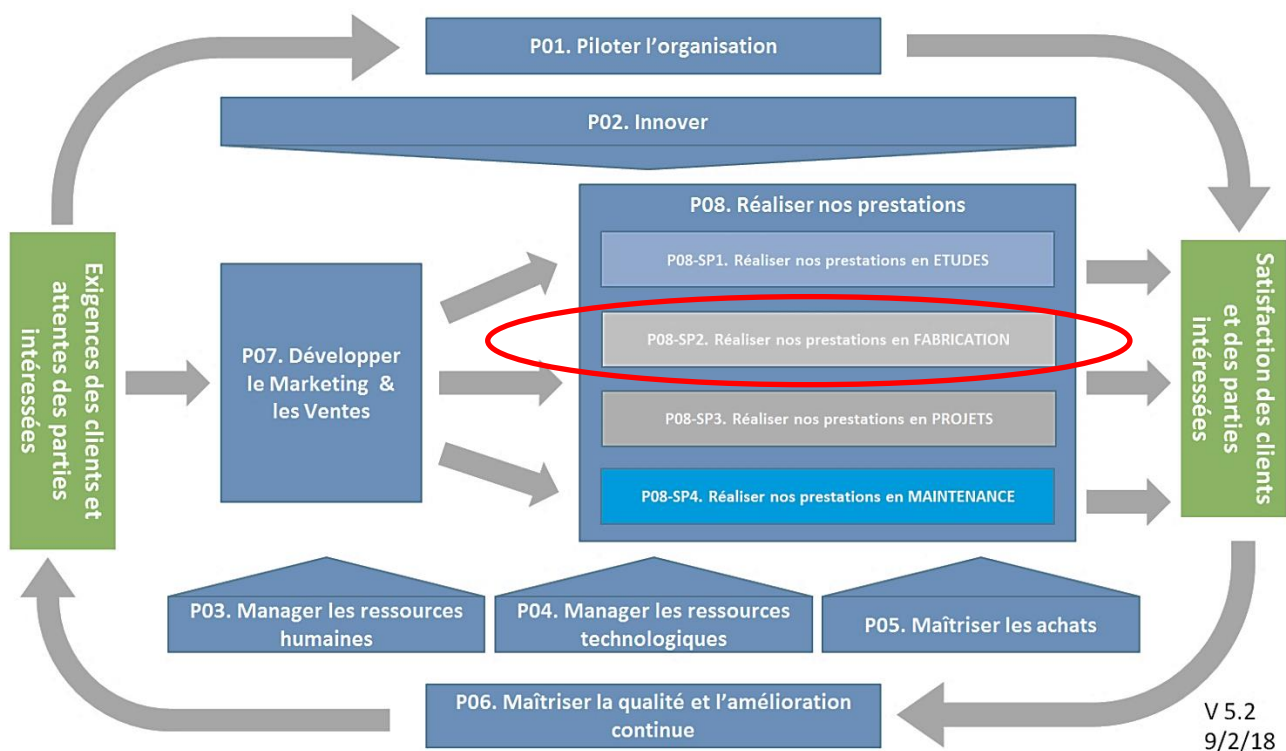 P01. Piloter l'organisation
P02. Innover
P08. Réaliser nos prestations
P08-SP1. Réaliser nos prestations en ETUDES
P08-SP2. Réaliser nos prestations en FABRICATION
P08-SP3. Réaliser nos prestations en PROJETS
P08-SP4. Réaliser nos prestations en MAINTENANCE
Exigences des clients et
attentes des parties
intéressées
P07. Développer
le Marketing &
les Ventes
Satisfaction des clients
et des parties
intéressées
P03. Manager les ressources
humaines
P04. Manager les ressources
technologiques
P05. Maîtriser les achats
P06. Maîtriser la qualité et l'amélioration
continue
V 5.2
9/2/18